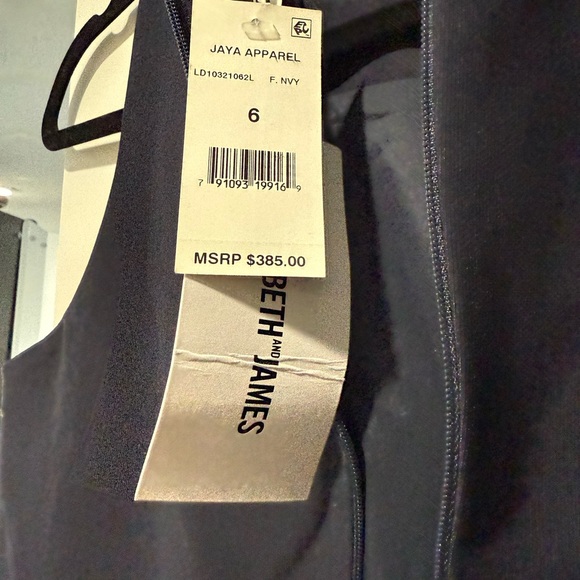 JAYA APPAREL
LD10321062L F. NVY
6
7 91093 19916 9
MSRP $385.00
BETH AND JAMES